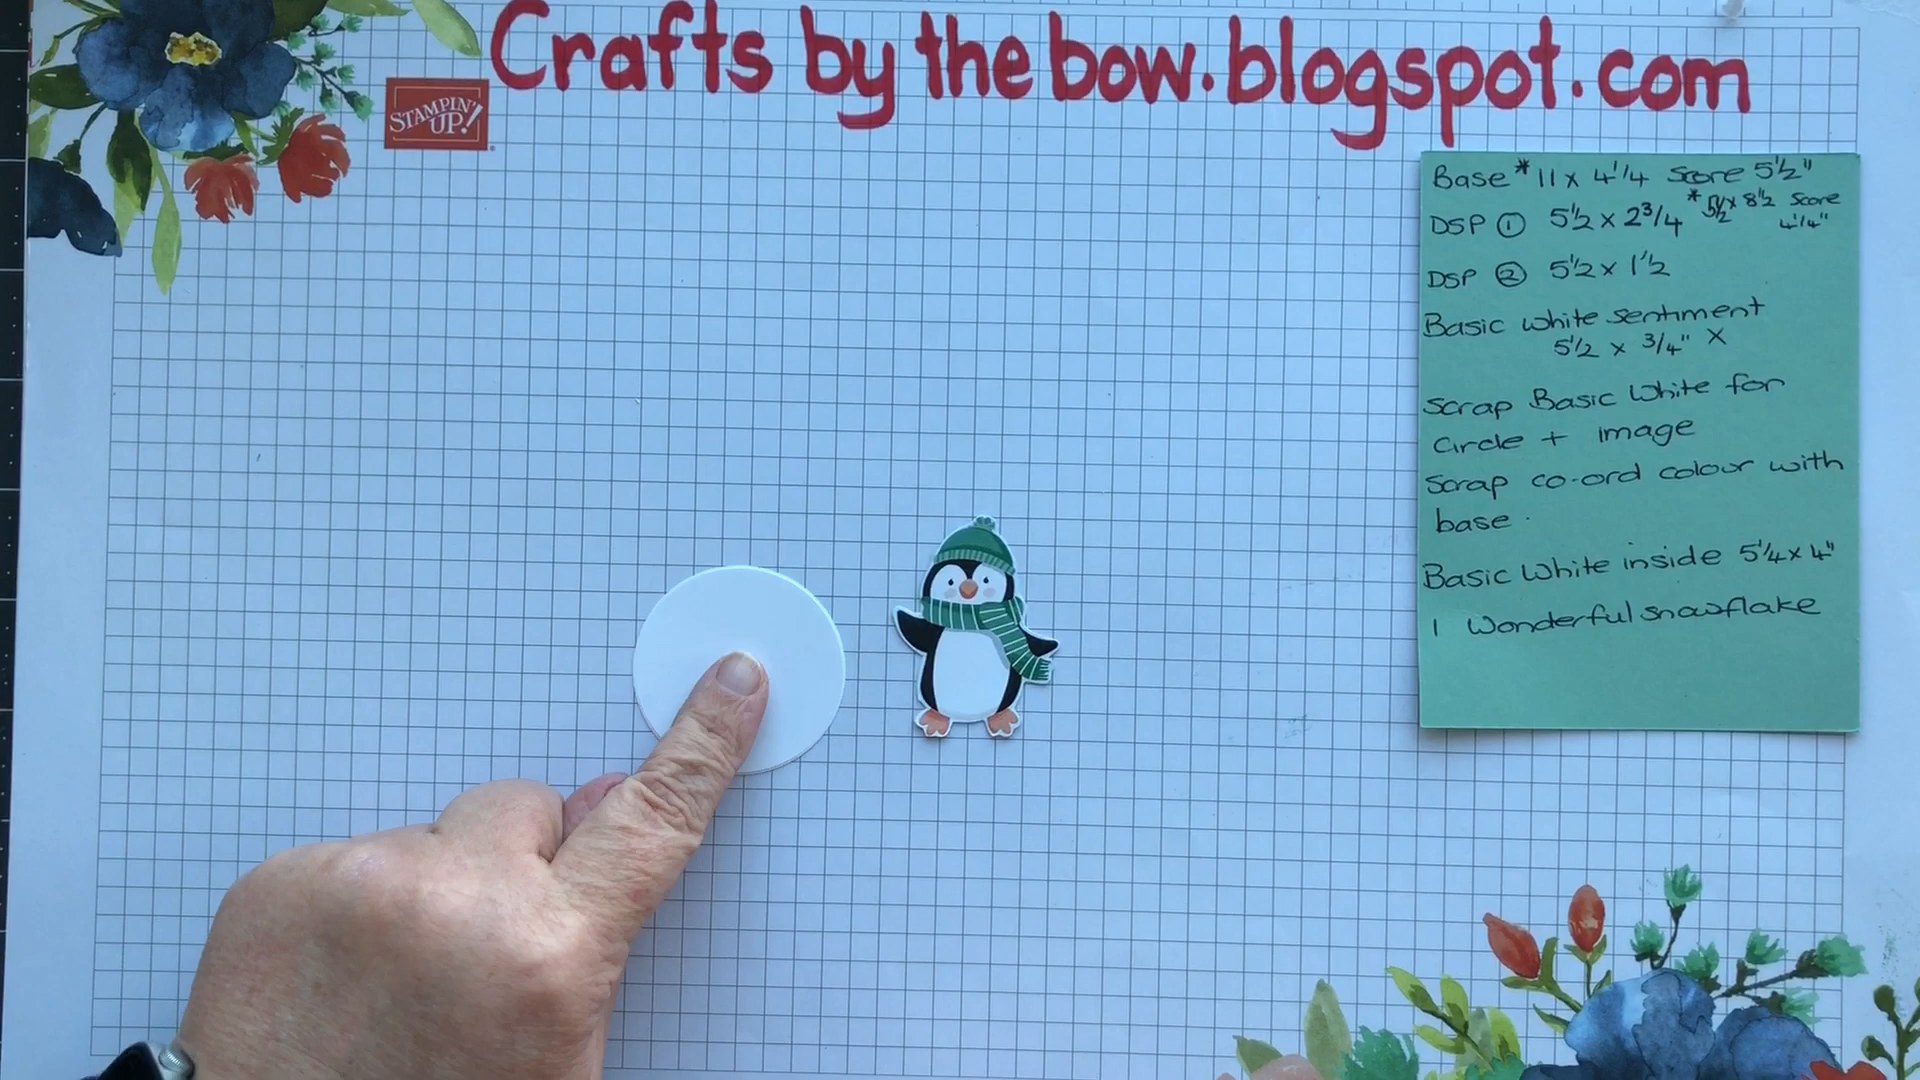 Crafts by the bow.blogspot.com
STAMPIN'
UP!
Base * 11 x 4 1/4 Score 5 1/2"
* 5 1/2 x 8 1/2 Score
4 1/4"
DSP ① 5 1/2 x 2 3/4
DSP ② 5 1/2 x 1 1/2
Basic white sentiment
5 1/2 x 3/4" X
Scrap Basic White for
Circle + image
Scrap co-ord colour with
base.
Basic White inside 5 1/4 x 4"
1 Wonderful snowflake